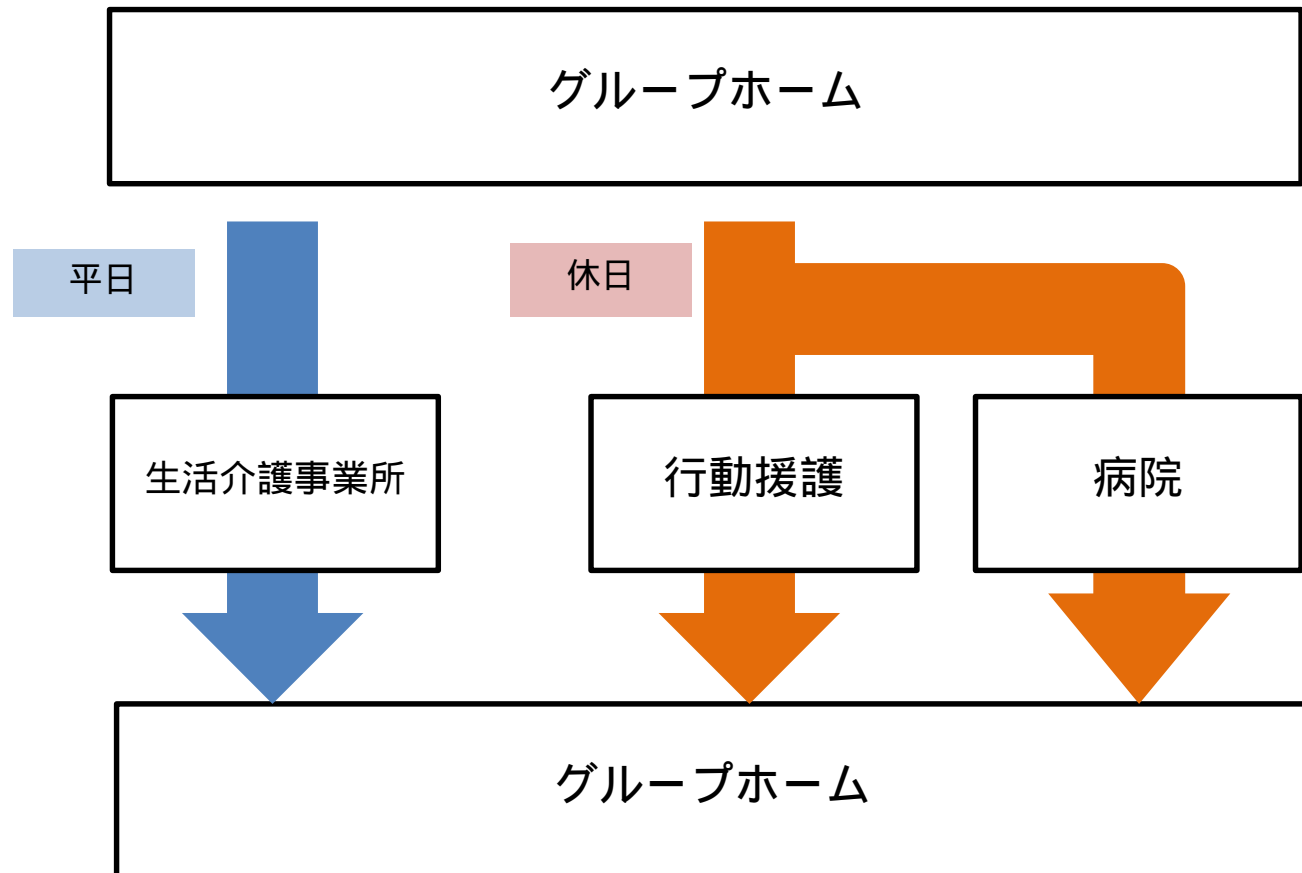 グループホーム
平日
休日
生活介護事業所
行動援護
病院
グループホーム